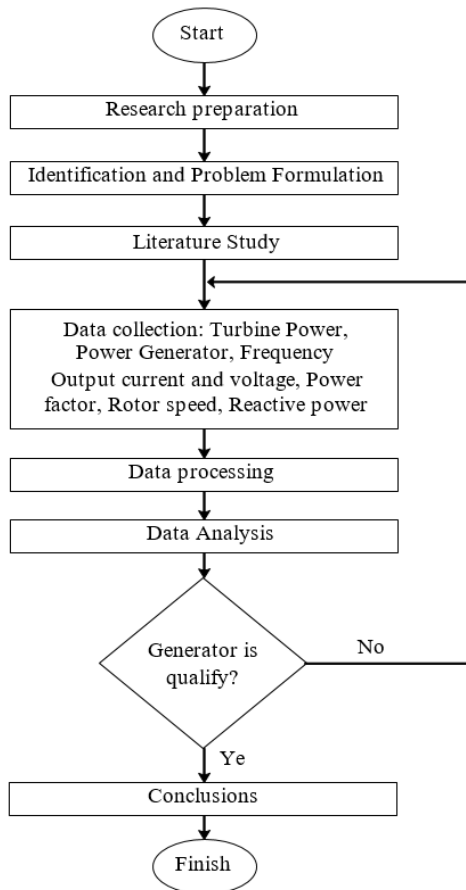 Start
Research preparation
Identification and Problem Formulation
Literature Study
Data collection: Turbine Power,
Power Generator, Frequency
Output current and voltage, Power
factor, Rotor speed, Reactive power
Data processing
Data Analysis
Generator is
qualify?
No
Ye
Conclusions
Finish